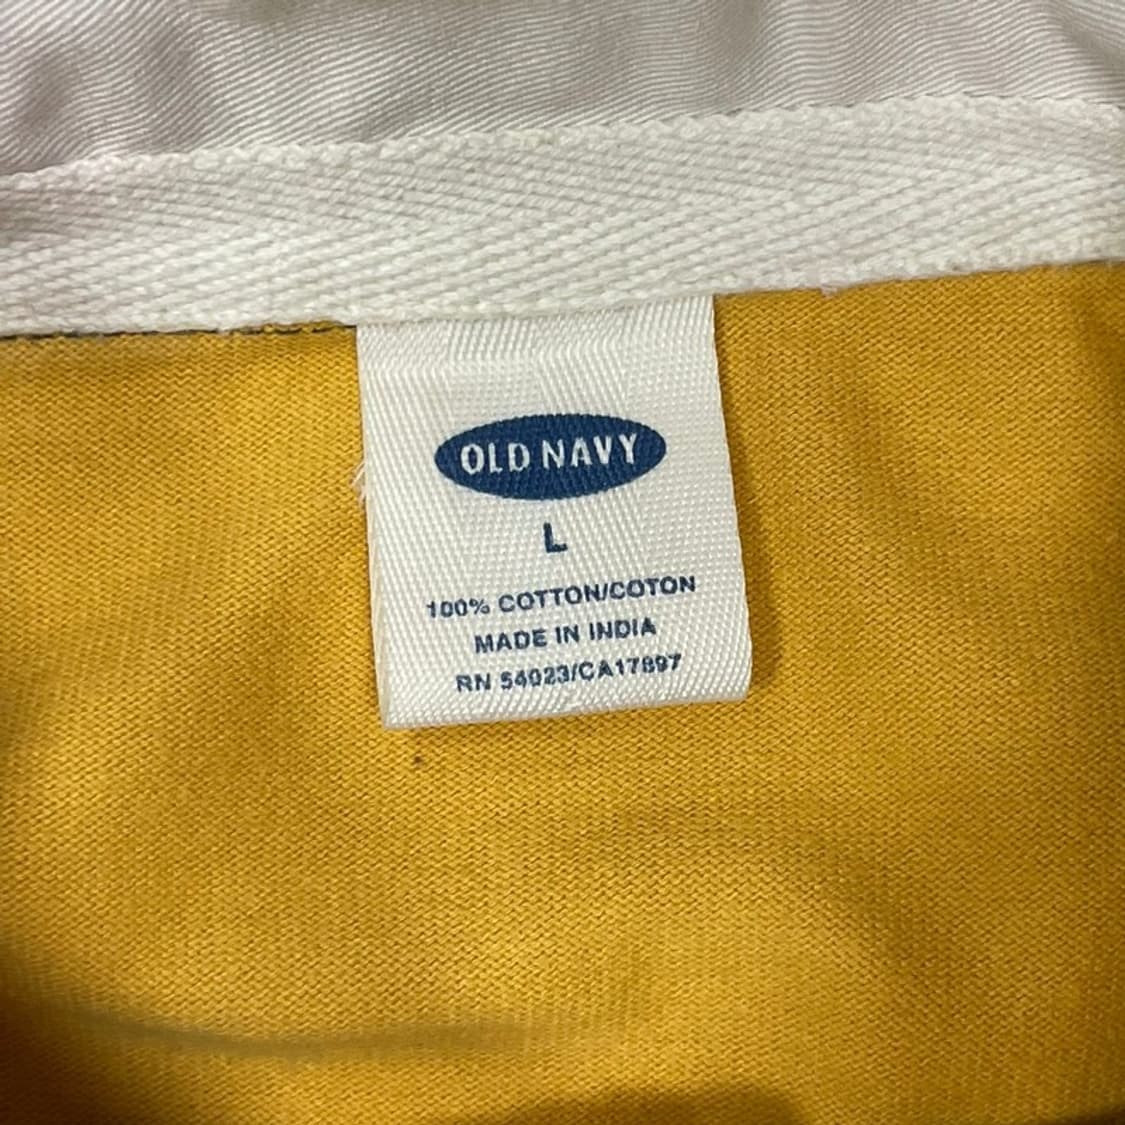 OLD NAVY
L
100% COTTON/COTON
MADE IN INDIA
RN 54023/CA17897